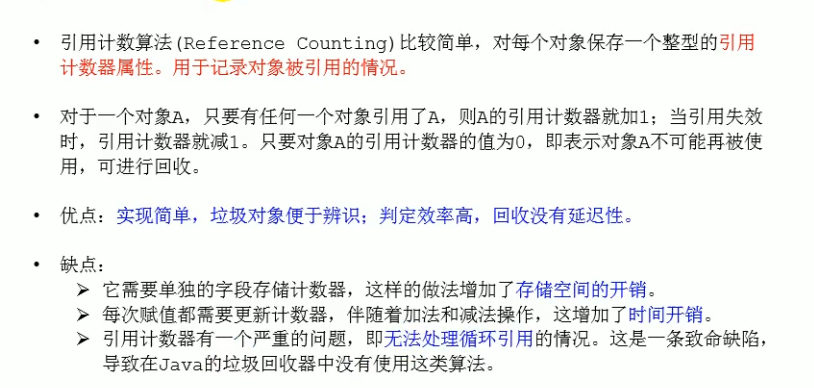 • 引用计数算法(Reference Counting)比较简单，对每个对象保存一个整型的引用
计数器属性。用于记录对象被引用的情况。
• 对于一个对象A，只要有任何一个对象引用了A，则A的引用计数器就加1；当引用失效
时，引用计数器就减1。只要对象A的引用计数器的值为0，即表示对象A不可能再被使
用，可进行回收。
• 优点：实现简单，垃圾对象便于辨识；判定效率高，回收没有延迟性。
• 缺点：
➢ 它需要单独的字段存储计数器，这样的做法增加了存储空间的开销。
➢ 每次赋值都需要更新计数器，伴随着加法和减法操作，这增加了时间开销。
➢ 引用计数器有一个严重的问题，即无法处理循环引用的情况。这是一条致命缺陷，
导致在Java的垃圾回收器中没有使用这类算法。